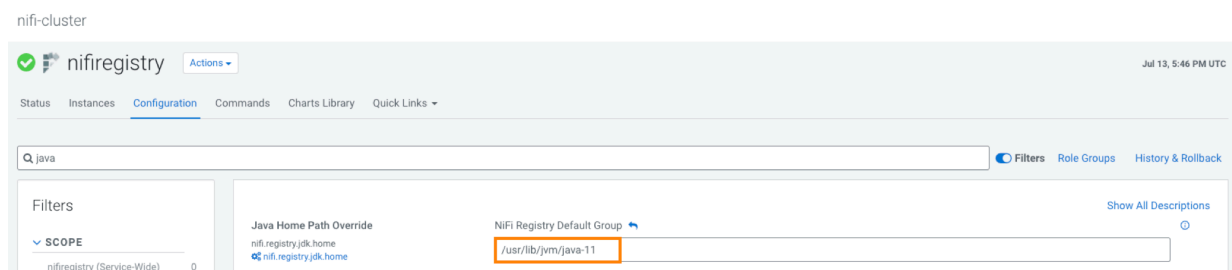 nifi-cluster
nifiregistry Actions
Jul 13, 5:46 PM UTC
Status Instances Configuration Commands Charts Library Quick Links
java
Filters Role Groups History & Rollback
Filters
Show All Descriptions
Java Home Path Override NiFi Registry Default Group
SCOPE
nifi.registry.jdk.home
/usr/lib/jvm/java-11
nifi.registry.jdk.home
nifiregistry (Service-Wide) 0